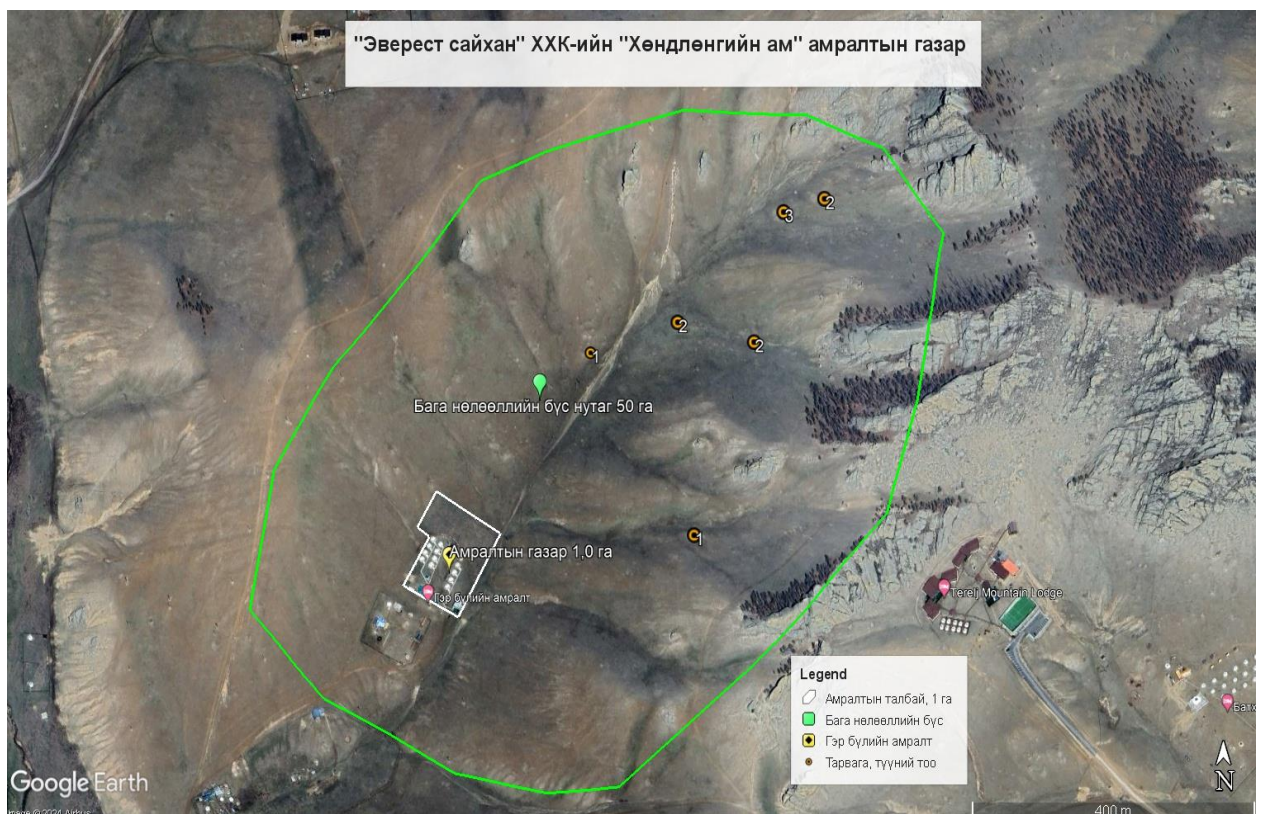 "Эверест сайхан" ХХК-ийн "Хөндлөнгийн ам" амралтын газар
2
3
2
2
1
Бага нөлөөллийн бүс нутаг 50 га
1
Амралтын газар 1,0 га
Гэр бүлийн амралт
Terelj Mountain Lodge
Legend
Амралтын талбай, 1 га
Бага нөлөөллийн бүс
Гэр бүлийн амралт
Тарвага, түүний тоо
N
Google Earth
400 m